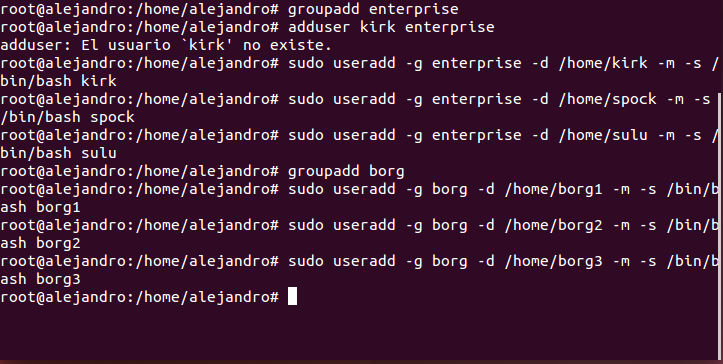 root@alejandro:/home/alejandro# groupadd enterprise
root@alejandro:/home/alejandro# adduser kirk enterprise
adduser: El usuario `kirk' no existe.
root@alejandro:/home/alejandro# sudo useradd -g enterprise -d /home/kirk -m -s /
bin/bash kirk
root@alejandro:/home/alejandro# sudo useradd -g enterprise -d /home/spock -m -s
/bin/bash spock
root@alejandro:/home/alejandro# sudo useradd -g enterprise -d /home/sulu -m -s /
bin/bash sulu
root@alejandro:/home/alejandro# groupadd borg
root@alejandro:/home/alejandro# sudo useradd -g borg -d /home/borg1 -m -s /bin/b
ash borg1
root@alejandro:/home/alejandro# sudo useradd -g borg -d /home/borg2 -m -s /bin/b
ash borg2
root@alejandro:/home/alejandro# sudo useradd -g borg -d /home/borg3 -m -s /bin/b
ash borg3
root@alejandro:/home/alejandro#